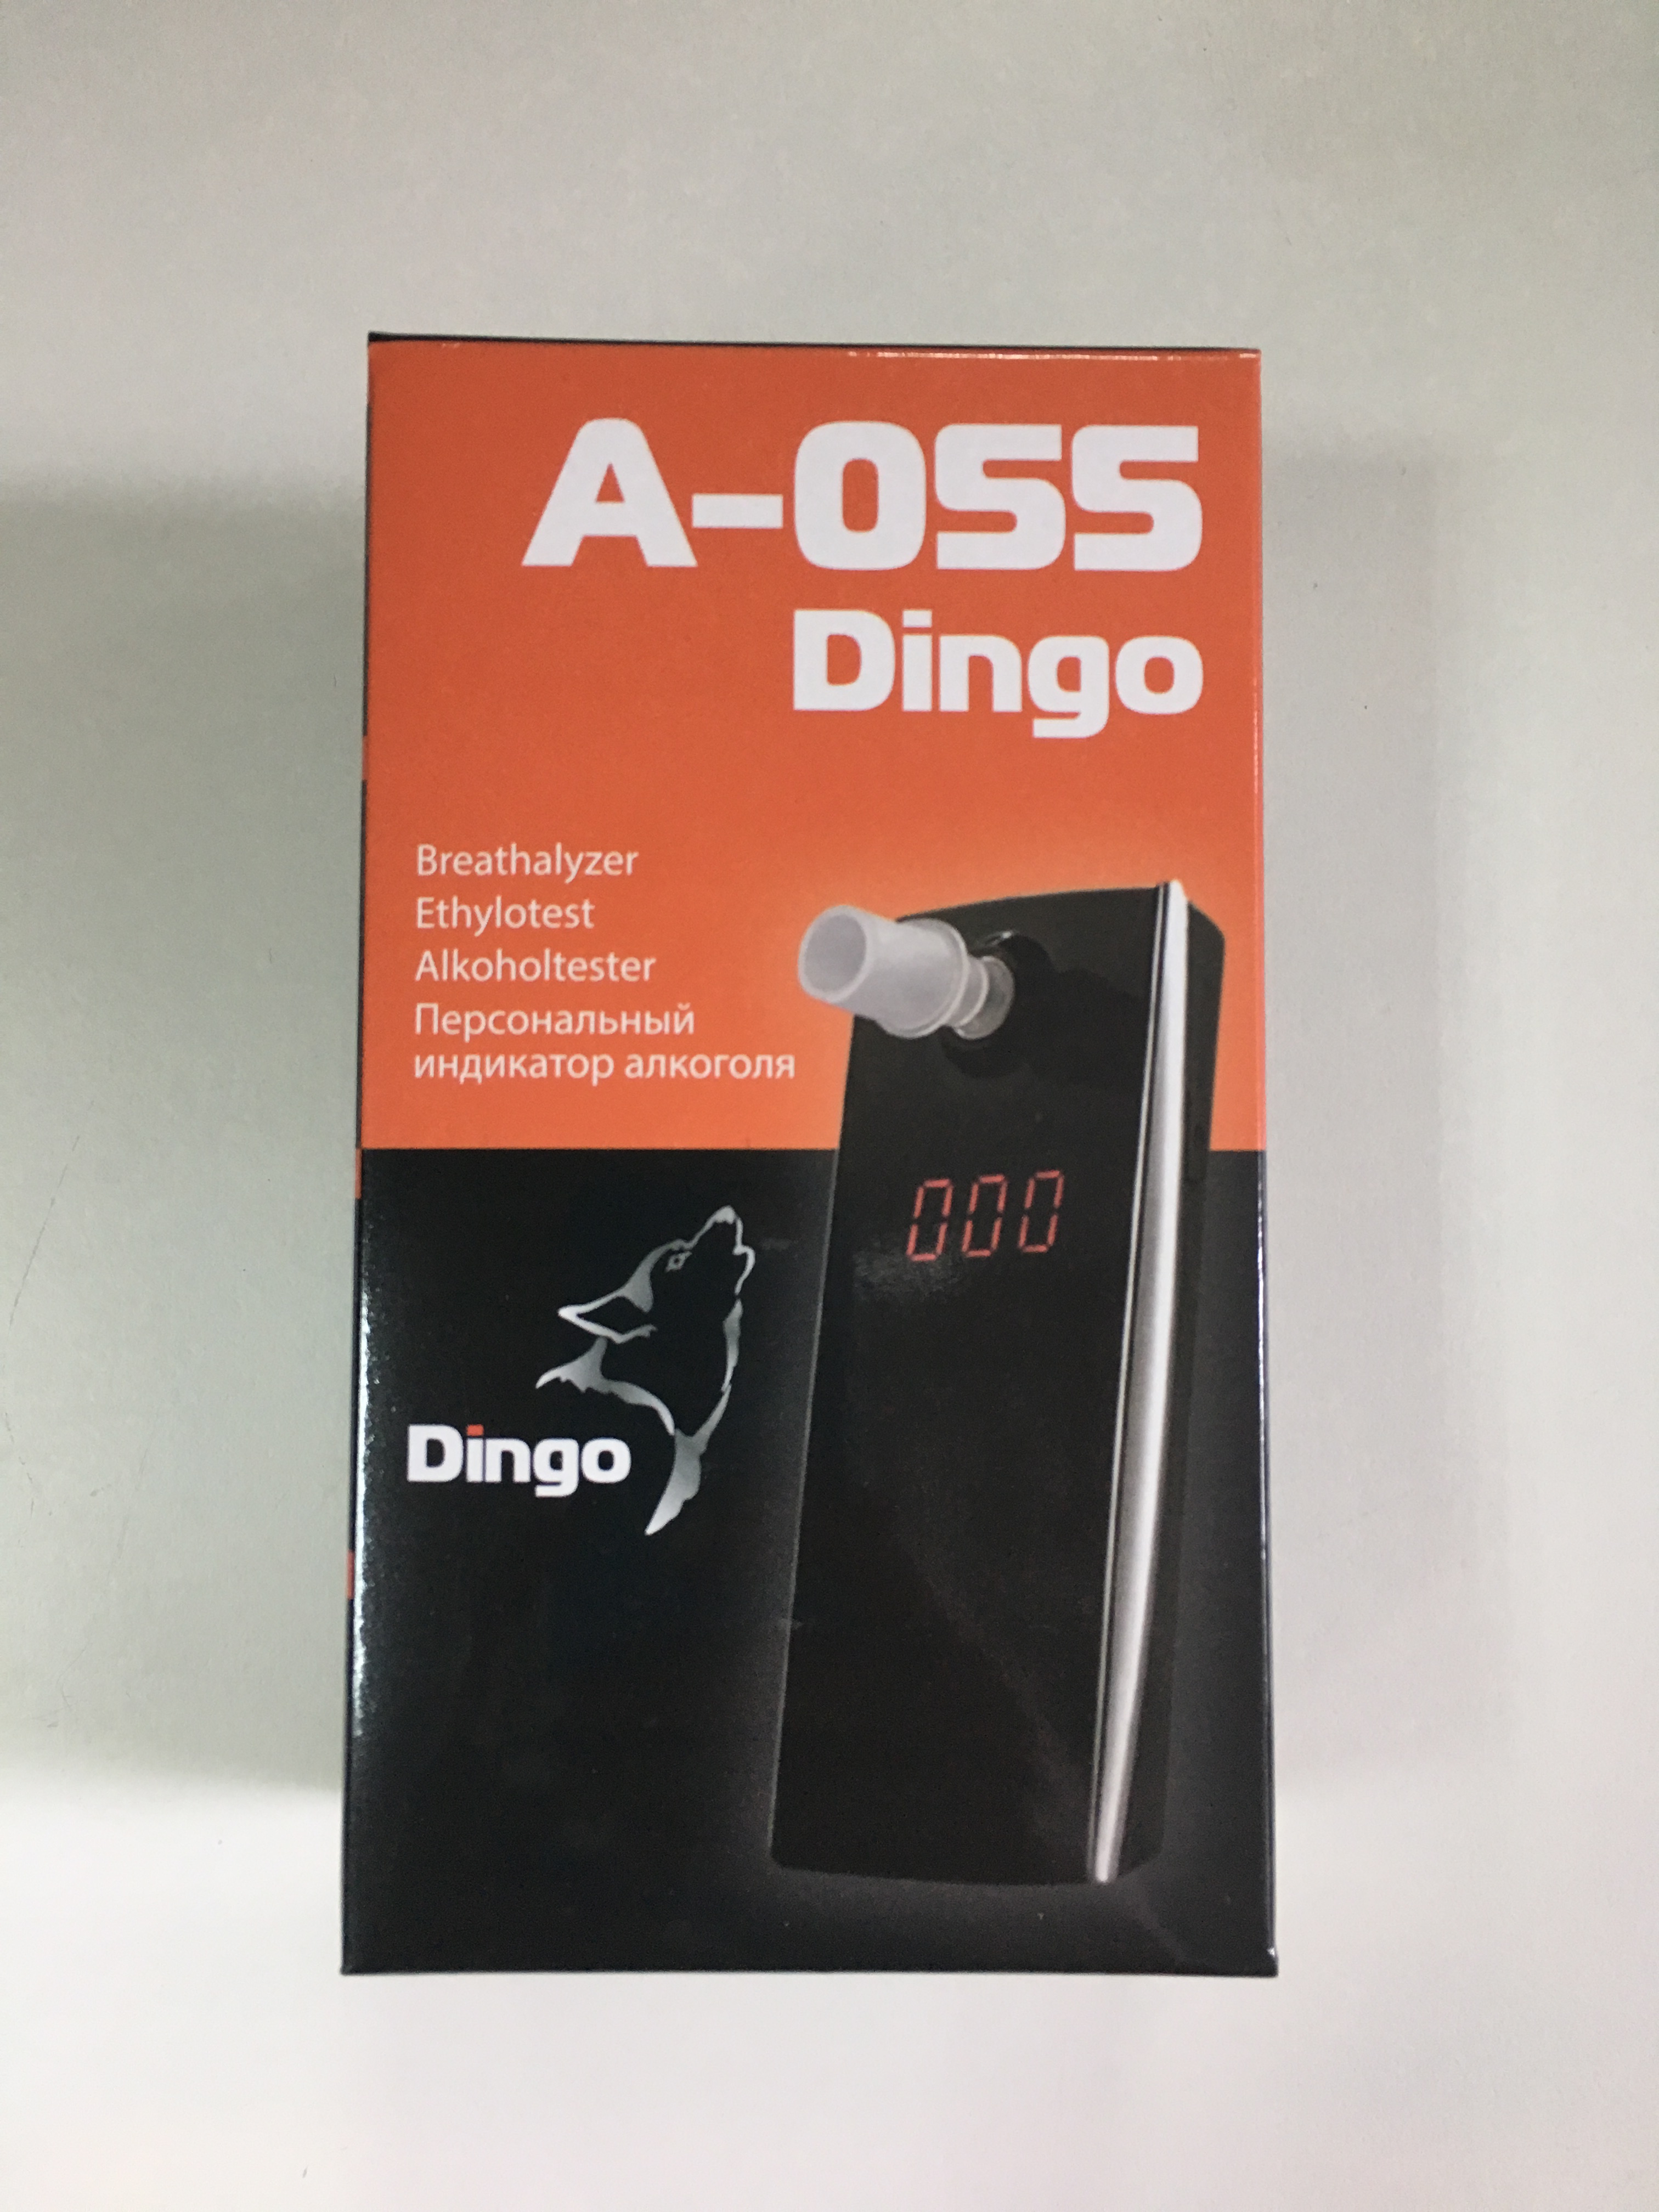 A-055
Dingo
Breathalyzer
Ethylotest
Alkoholtester
Персональный
индикатор алкоголя
000
Dingo